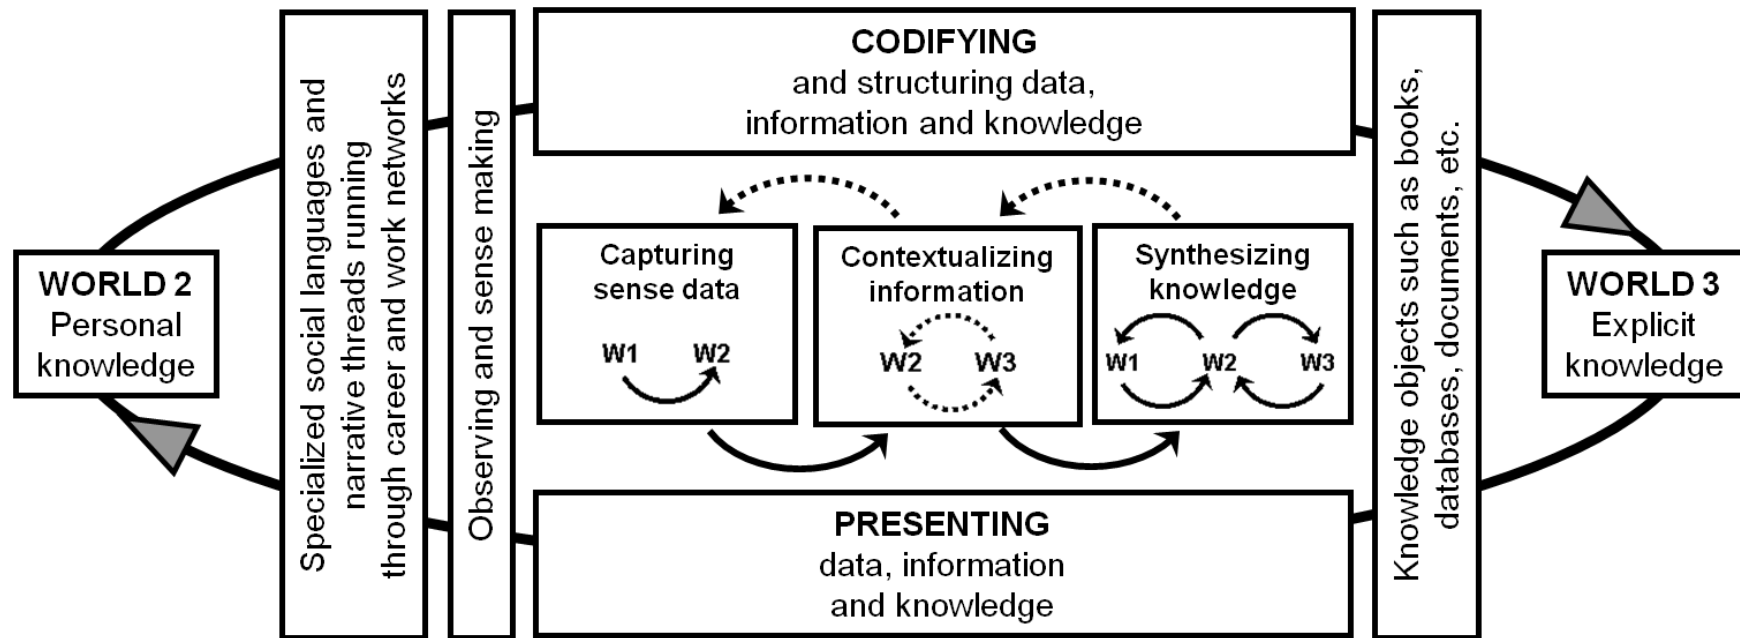 WORLD 2
Personal
knowledge
Specialized social languages and
narrative threads running
through career and work networks
Observing and sense making
CODIFYING
and structuring data,
information and knowledge
Capturing
sense data
W1 W2
Contextualizing
information
W2 W3
Synthesizing
knowledge
W1 W2 W3
PRESENTING
data, information
and knowledge
Knowledge objects such as books,
databases, documents, etc.
WORLD 3
Explicit
knowledge